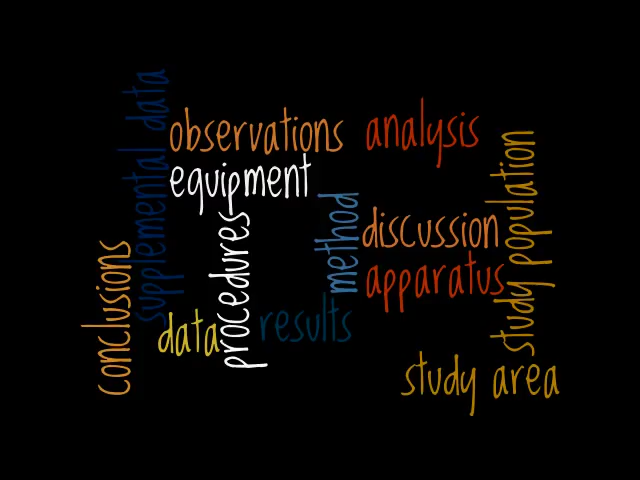 supplemental data
observations
analysis
equipment
study population
method
procedures
discussion
conclusions
apparatus
data
results
study area